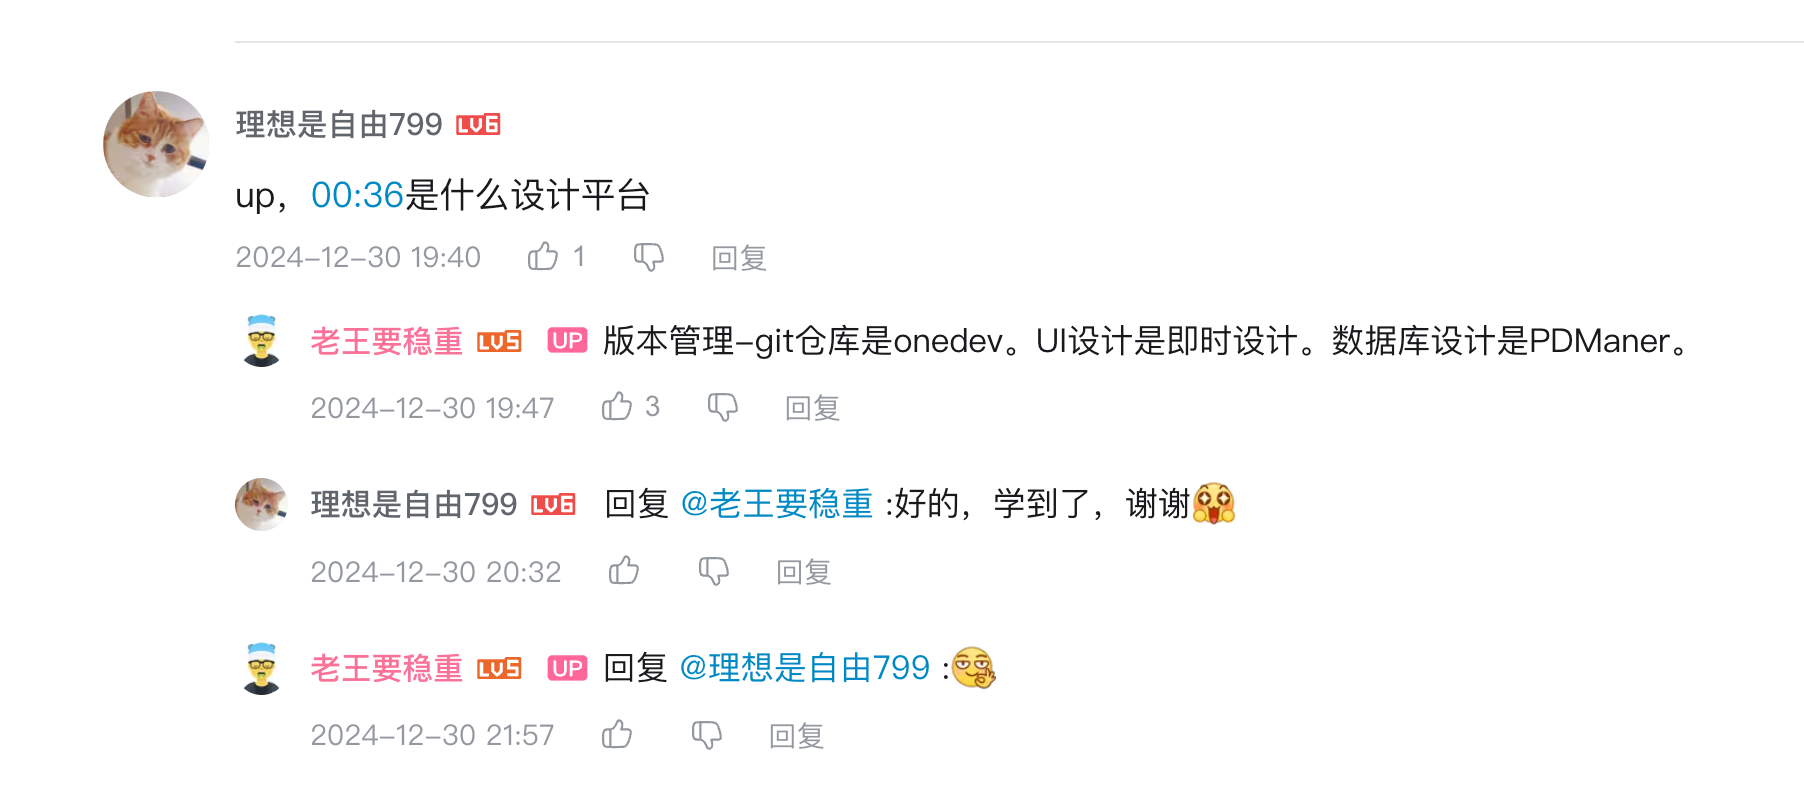 理想是自由799 LV6
up，00:36是什么设计平台
2024-12-30 19:40 1 回复
老王要稳重 LV5 UP 版本管理-git仓库是onedev。UI设计是即时设计。数据库设计是PDManer。
2024-12-30 19:47 3 回复
理想是自由799 LV6 回复 @老王要稳重 :好的，学到了，谢谢
2024-12-30 20:32 回复
老王要稳重 LV5 UP 回复 @理想是自由799 :
2024-12-30 21:57 回复